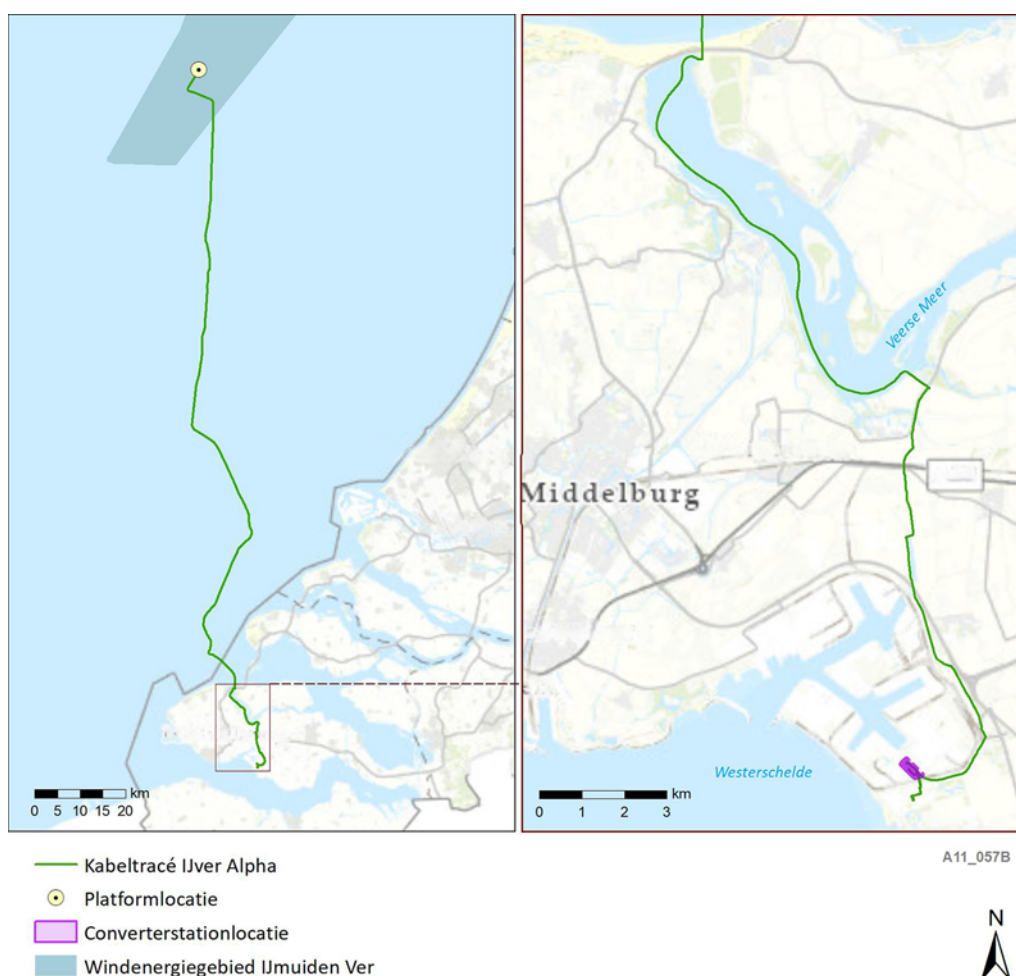 km
0 5 10 15 20
Veerse Meer
Middelburg
Westerschelde
km
0 1 2 3
A11_057B
Kabeltracé IJver Alpha
Platformlocatie
Converterstationlocatie
Windenergiegebied IJmuiden Ver
N